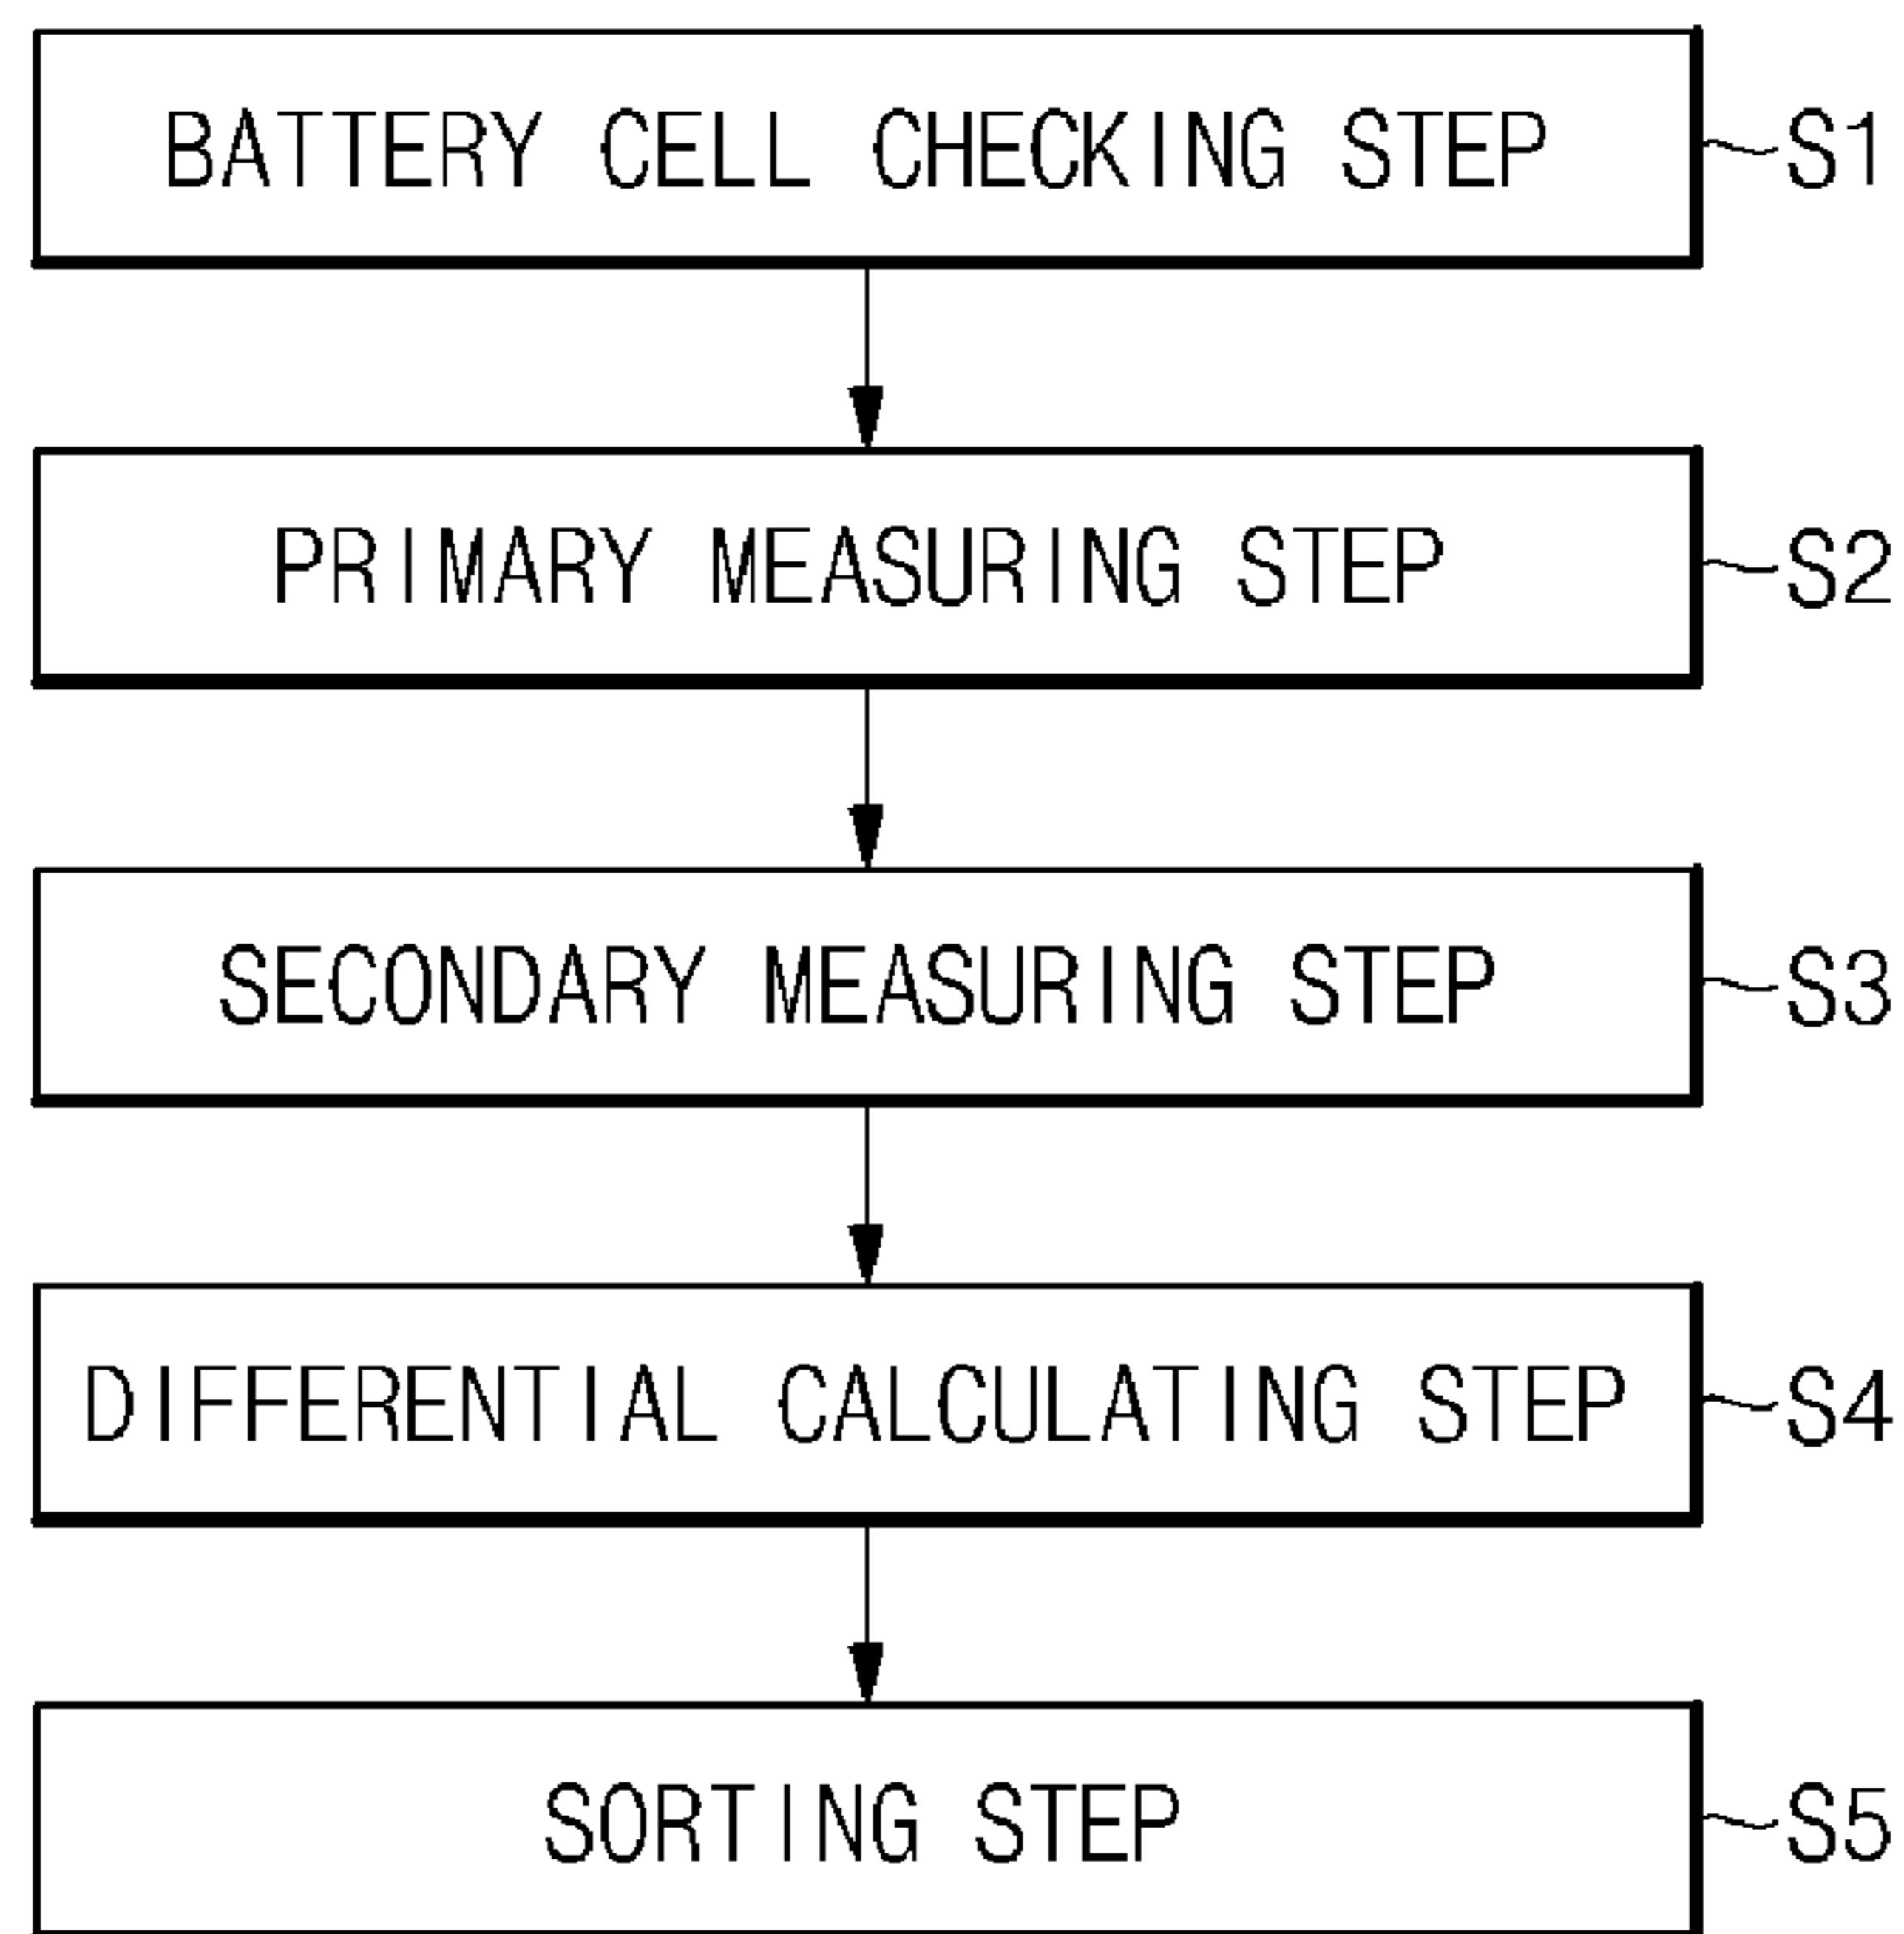 BATTERY CELL CHECKING STEP S1
PRIMARY MEASURING STEP S2
SECONDARY MEASURING STEP S3
DIFFERENTIAL CALCULATING STEP S4
SORTING STEP S5